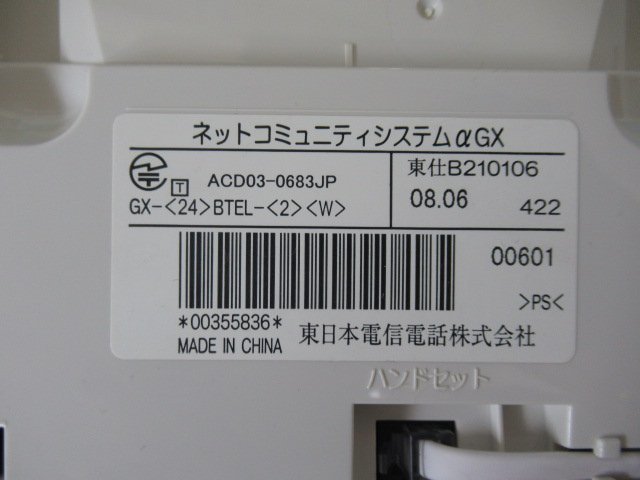 ネットコミュニティシステムαGX
T ACD03-0683JP
東仕B210106
GX-<24>BTEL-<2><W>
08.06 422
00601
*00355836*
>PS<
MADE IN CHINA 東日本電信電話株式会社
ハンドセット